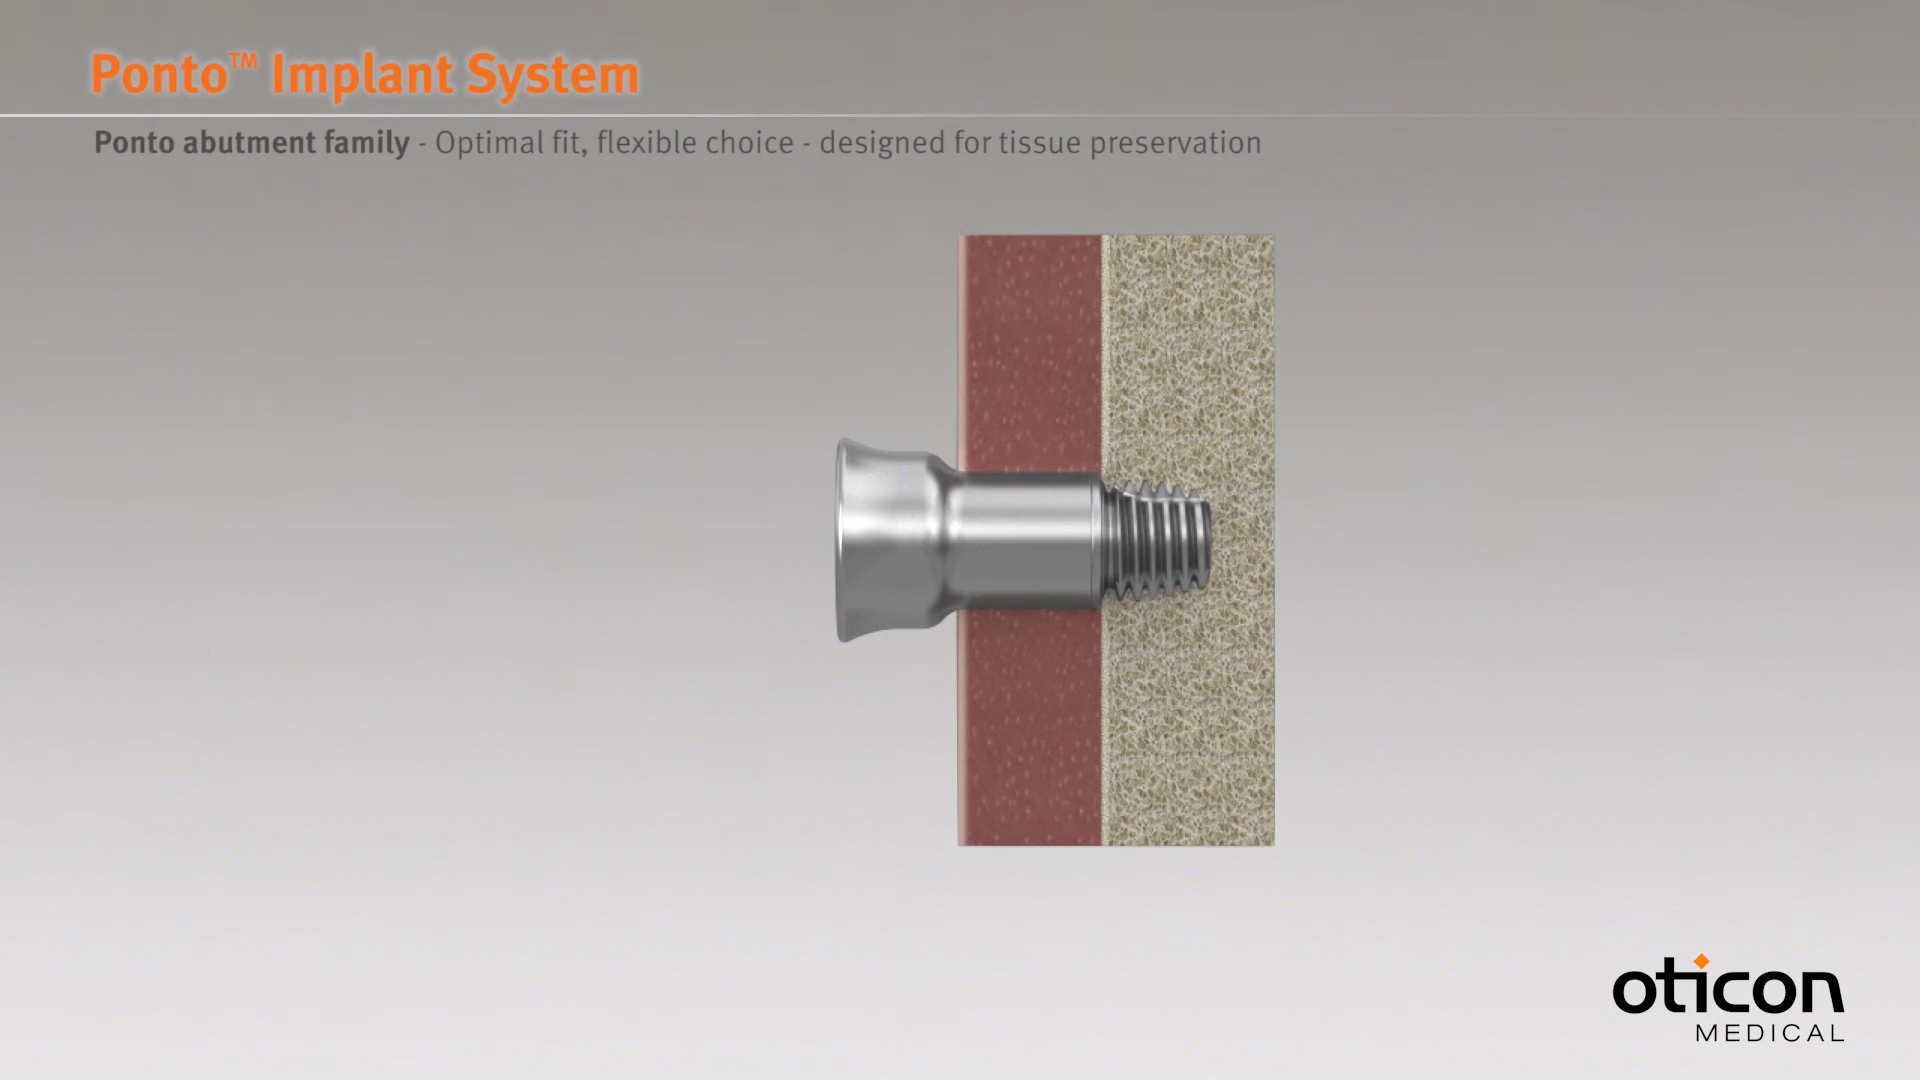 Ponto™ Implant System
Ponto abutment family - Optimal fit, flexible choice - designed for tissue preservation
oticon
MEDICAL